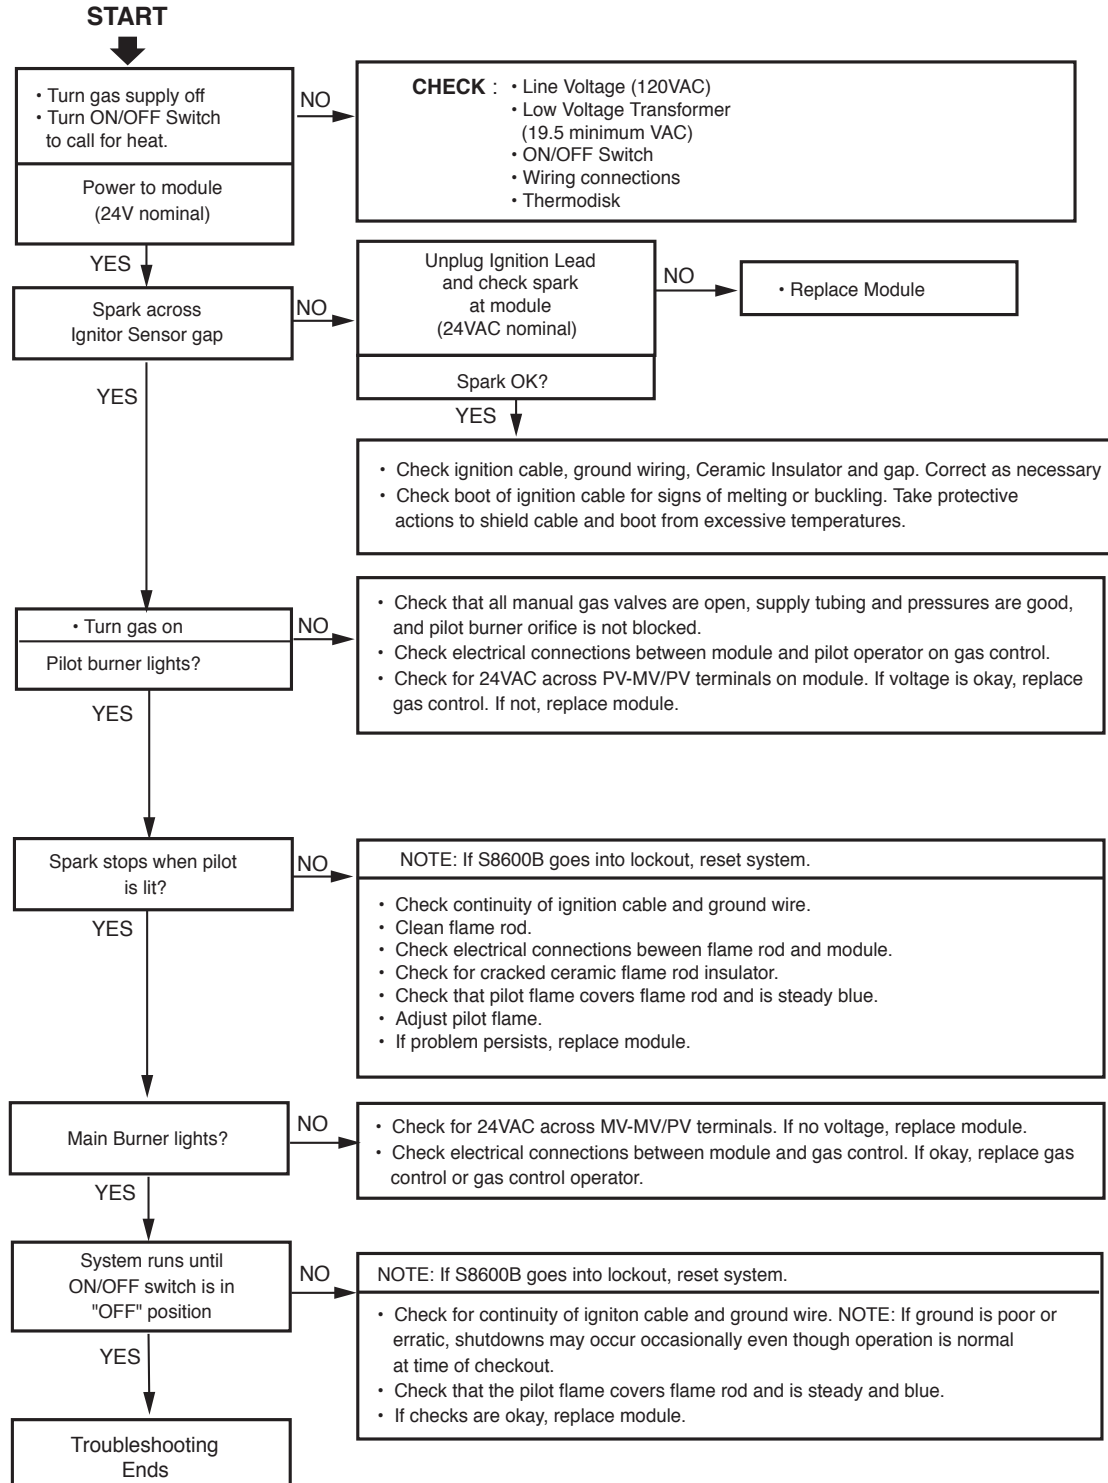 START
• Turn gas supply off
• Turn ON/OFF Switch
to call for heat.
Power to module
(24V nominal)
NO
CHECK : • Line Voltage (120VAC)
• Low Voltage Transformer
(19.5 minimum VAC)
• ON/OFF Switch
• Wiring connections
• Thermodisk
YES
Spark across
Ignitor Sensor gap
NO
Unplug Ignition Lead
and check spark
at module
(24VAC nominal)
Spark OK?
NO
• Replace Module
YES
• Check ignition cable, ground wiring, Ceramic Insulator and gap. Correct as necessary
• Check boot of ignition cable for signs of melting or buckling. Take protective
actions to shield cable and boot from excessive temperatures.
YES
• Turn gas on
Pilot burner lights?
NO
• Check that all manual gas valves are open, supply tubing and pressures are good,
and pilot burner orifice is not blocked.
• Check electrical connections between module and pilot operator on gas control.
• Check for 24VAC across PV-MV/PV terminals on module. If voltage is okay, replace
gas control. If not, replace module.
YES
Spark stops when pilot
is lit?
NO
NOTE: If S8600B goes into lockout, reset system.
• Check continuity of ignition cable and ground wire.
• Clean flame rod.
• Check electrical connections beween flame rod and module.
• Check for cracked ceramic flame rod insulator.
• Check that pilot flame covers flame rod and is steady blue.
• Adjust pilot flame.
• If problem persists, replace module.
YES
Main Burner lights?
NO
• Check for 24VAC across MV-MV/PV terminals. If no voltage, replace module.
• Check electrical connections between module and gas control. If okay, replace gas
control or gas control operator.
YES
System runs until
ON/OFF switch is in
"OFF" position
NO
NOTE: If S8600B goes into lockout, reset system.
• Check for continuity of igniton cable and ground wire. NOTE: If ground is poor or
erratic, shutdowns may occur occasionally even though operation is normal
at time of checkout.
• Check that the pilot flame covers flame rod and is steady and blue.
• If checks are okay, replace module.
YES
Troubleshooting
Ends